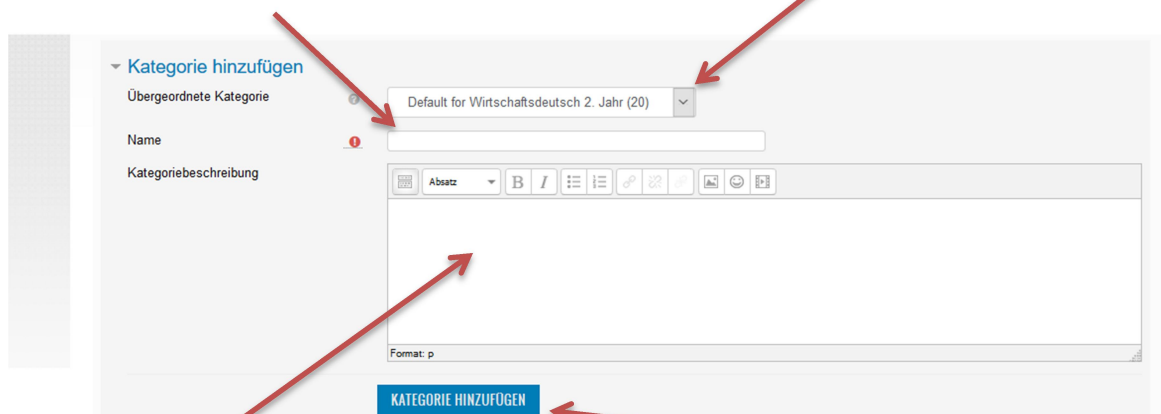 Kategorie hinzufügen
Übergeordnete Kategorie
Default for Wirtschaftsdeutsch 2. Jahr (20)
Name
Kategoriebeschreibung
Absatz
B I
Format: p
KATEGORIE HINZUFÜGEN